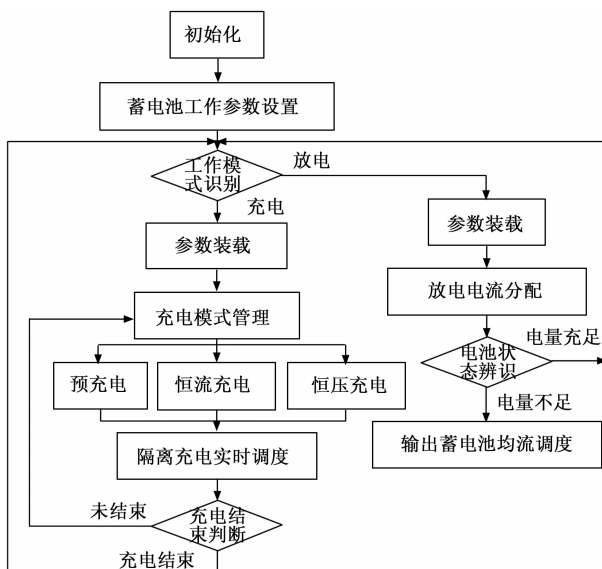 初始化
蓄电池工作参数设置
工作模
式识别
放电
充电
参数装载
参数装载
充电模式管理
放电电流分配
电池状
态辨识
电量充足
预充电
恒流充电
恒压充电
电量不足
隔离充电实时调度
输出蓄电池均流调度
未结束
充电结
束判断
充电结束